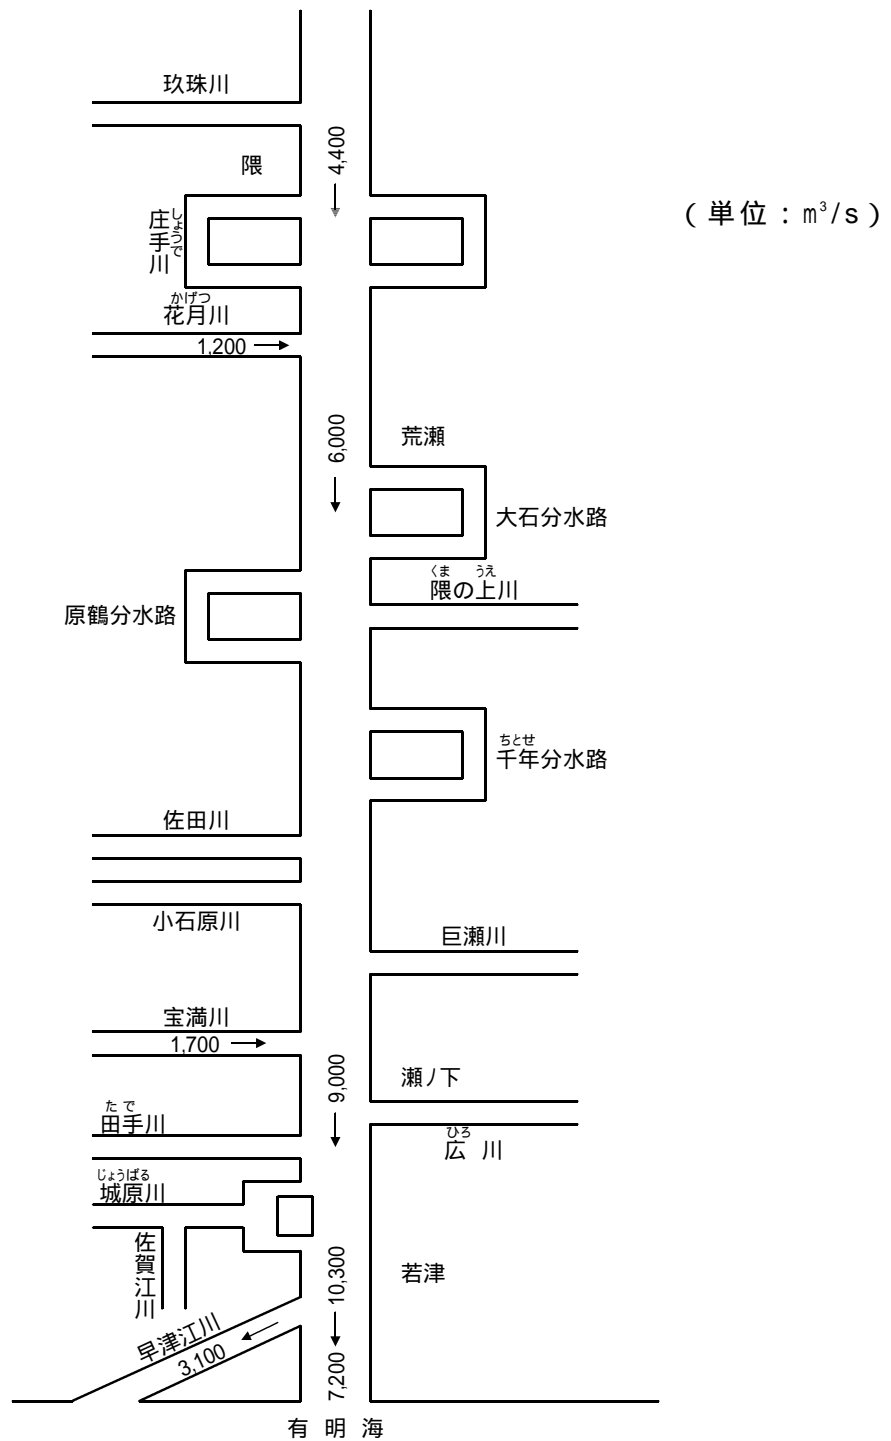 玖珠川
4,400
隈
(単位：m³/s)
しょうで
庄手川
かげつ
花月川
1,200
6,000
荒瀬
大石分水路
くま うえ
隈の上川
原鶴分水路
ちとせ
千年分水路
佐田川
小石原川
巨瀬川
宝満川
1,700
9,000
瀬ノ下
たで
田手川
ひろ
広川
じょうばる
城原川
佐賀江川
10,300
若津
早津江川
3,100
7,200
有明海